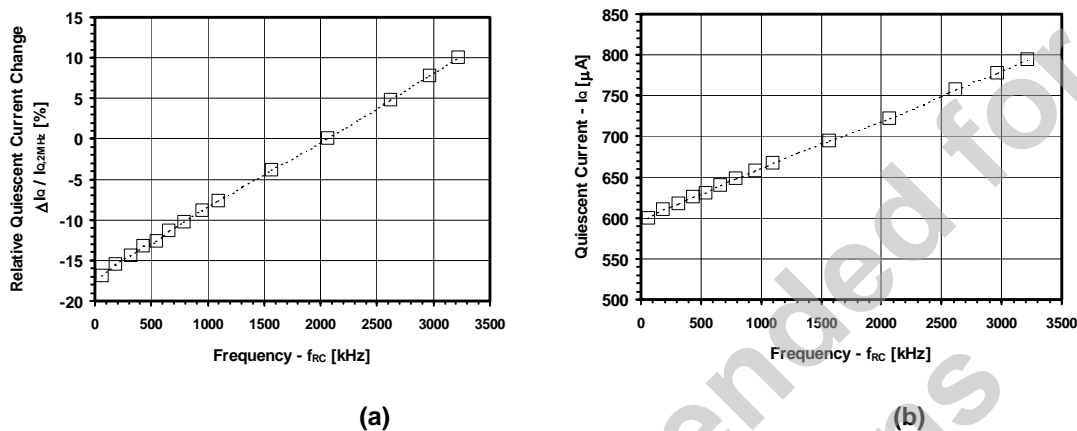 Relative Quiescent Current Change
ΔIQ / IQ,2MHz [%]
15
10
5
0
-5
-10
-15
-20
0 500 1000 1500 2000 2500 3000 3500
Frequency - fRC [kHz]
(a)
Quiescent Current - IQ [µA]
850
800
750
700
650
600
550
500
0 500 1000 1500 2000 2500 3000 3500
Frequency - fRC [kHz]
(b)
ended for